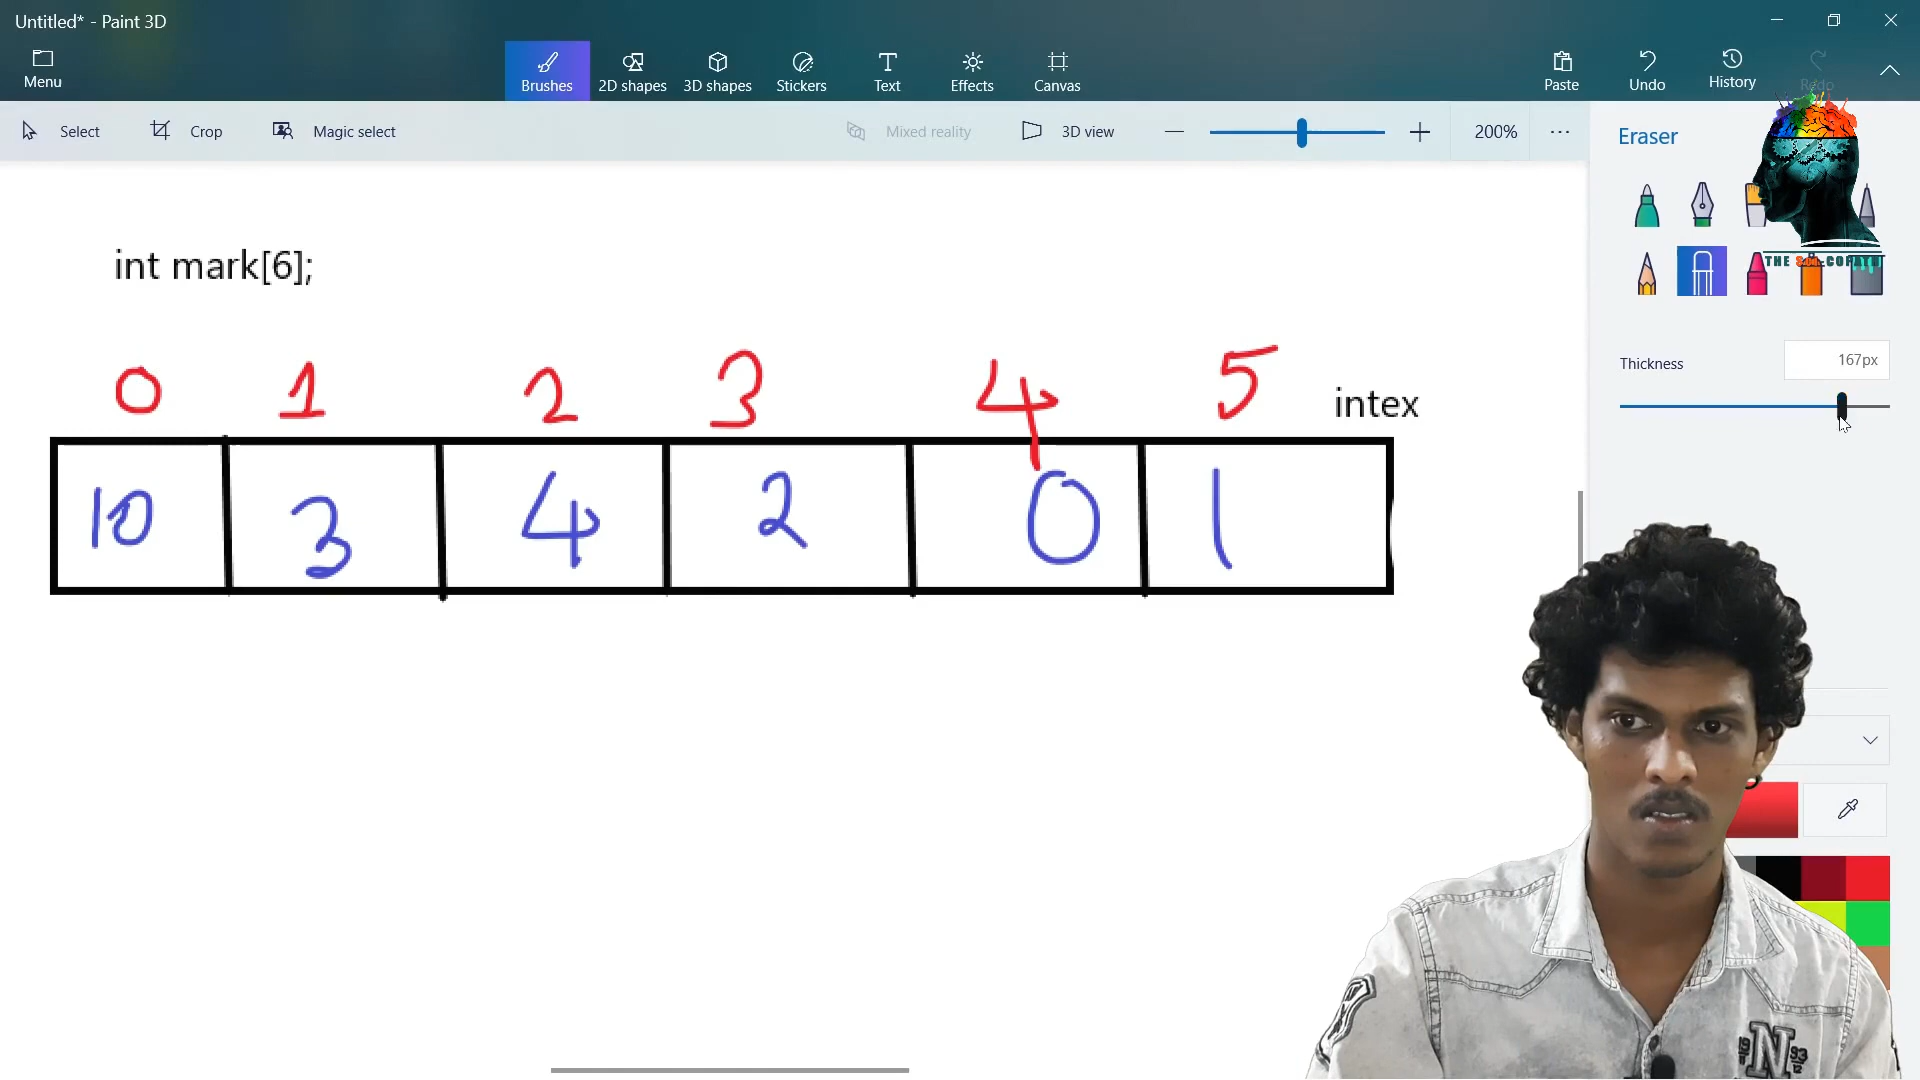 Untitled* - Paint 3D
Menu
Brushes
2D shapes
3D shapes
Stickers
Text
Effects
Canvas
Paste
Undo
History
Redo
Select
Crop
Magic select
Mixed reality
3D view
200%
Eraser
THE
Thickness
167px
int mark[6];
0 1 2 3 4 5 intex
10 3 4 2 0 1
N
93